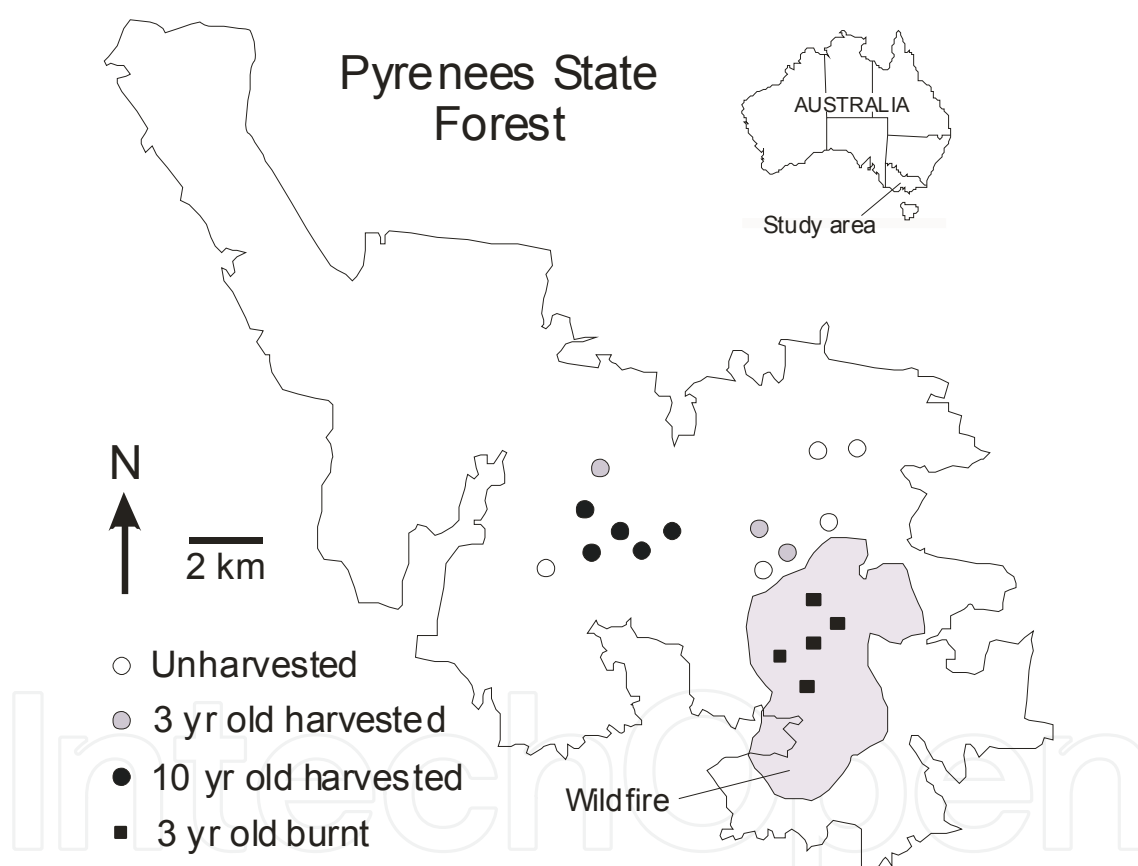 Pyrenees State
Forest
AUSTRALIA
Study area
N
2 km
Unharvested
3 yr old harvested
10 yr old harvested
3 yr old burnt
Wildfire
IntechOpen